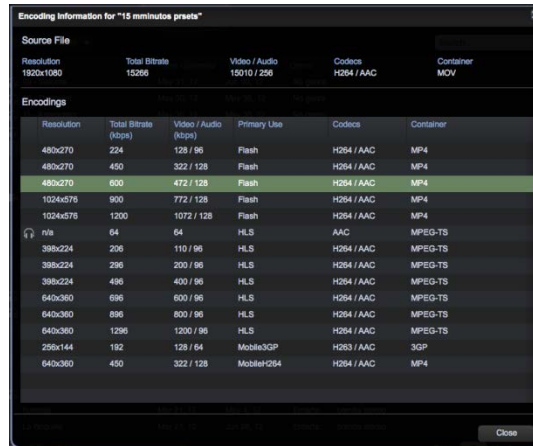 Encoding Information for "15 mminutos prsets"
Source File
Resolution Total Bitrate Video / Audio Codecs Container
1920x1080 15266 15010 / 256 H264 / AAC MOV
Encodings
Resolution Total Bitrate (kbps) Video / Audio (kbps) Primary Use Codecs Container
480x270 224 128 / 96 Flash H264 / AAC MP4
480x270 450 322 / 128 Flash H264 / AAC MP4
480x270 600 472 / 128 Flash H264 / AAC MP4
1024x576 900 772 / 128 Flash H264 / AAC MP4
1024x576 1200 1072 / 128 Flash H264 / AAC MP4
n/a 64 64 HLS AAC MPEG-TS
398x224 206 110 / 96 HLS H264 / AAC MPEG-TS
398x224 296 200 / 96 HLS H264 / AAC MPEG-TS
398x224 496 400 / 96 HLS H264 / AAC MPEG-TS
640x360 696 600 / 96 HLS H264 / AAC MPEG-TS
640x360 896 800 / 96 HLS H264 / AAC MPEG-TS
640x360 1296 1200 / 96 HLS H264 / AAC MPEG-TS
256x144 192 128 / 64 Mobile3GP H263 / AAC 3GP
640x360 450 322 / 128 MobileH264 H264 / AAC MP4
Close